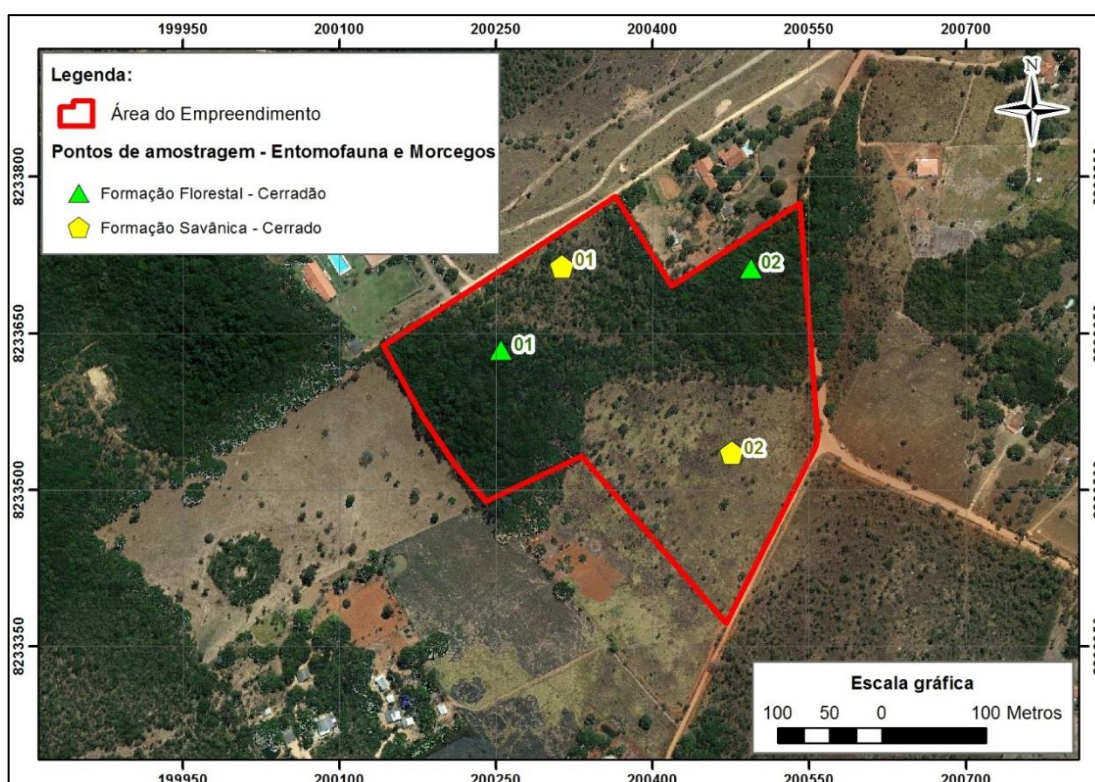 199950 200100 200250 200400 200550 200700
Legenda:
Área do Empreendimento
Pontos de amostragem - Entomofauna e Morcegos
Formação Florestal - Cerradão
Formação Savânica - Cerrado
N
8233800
01
02
8233650
01
02
8233500
8233350
Escala gráfica
100 50 0 100 Metros
199950 200100 200250 200400 200550 200700